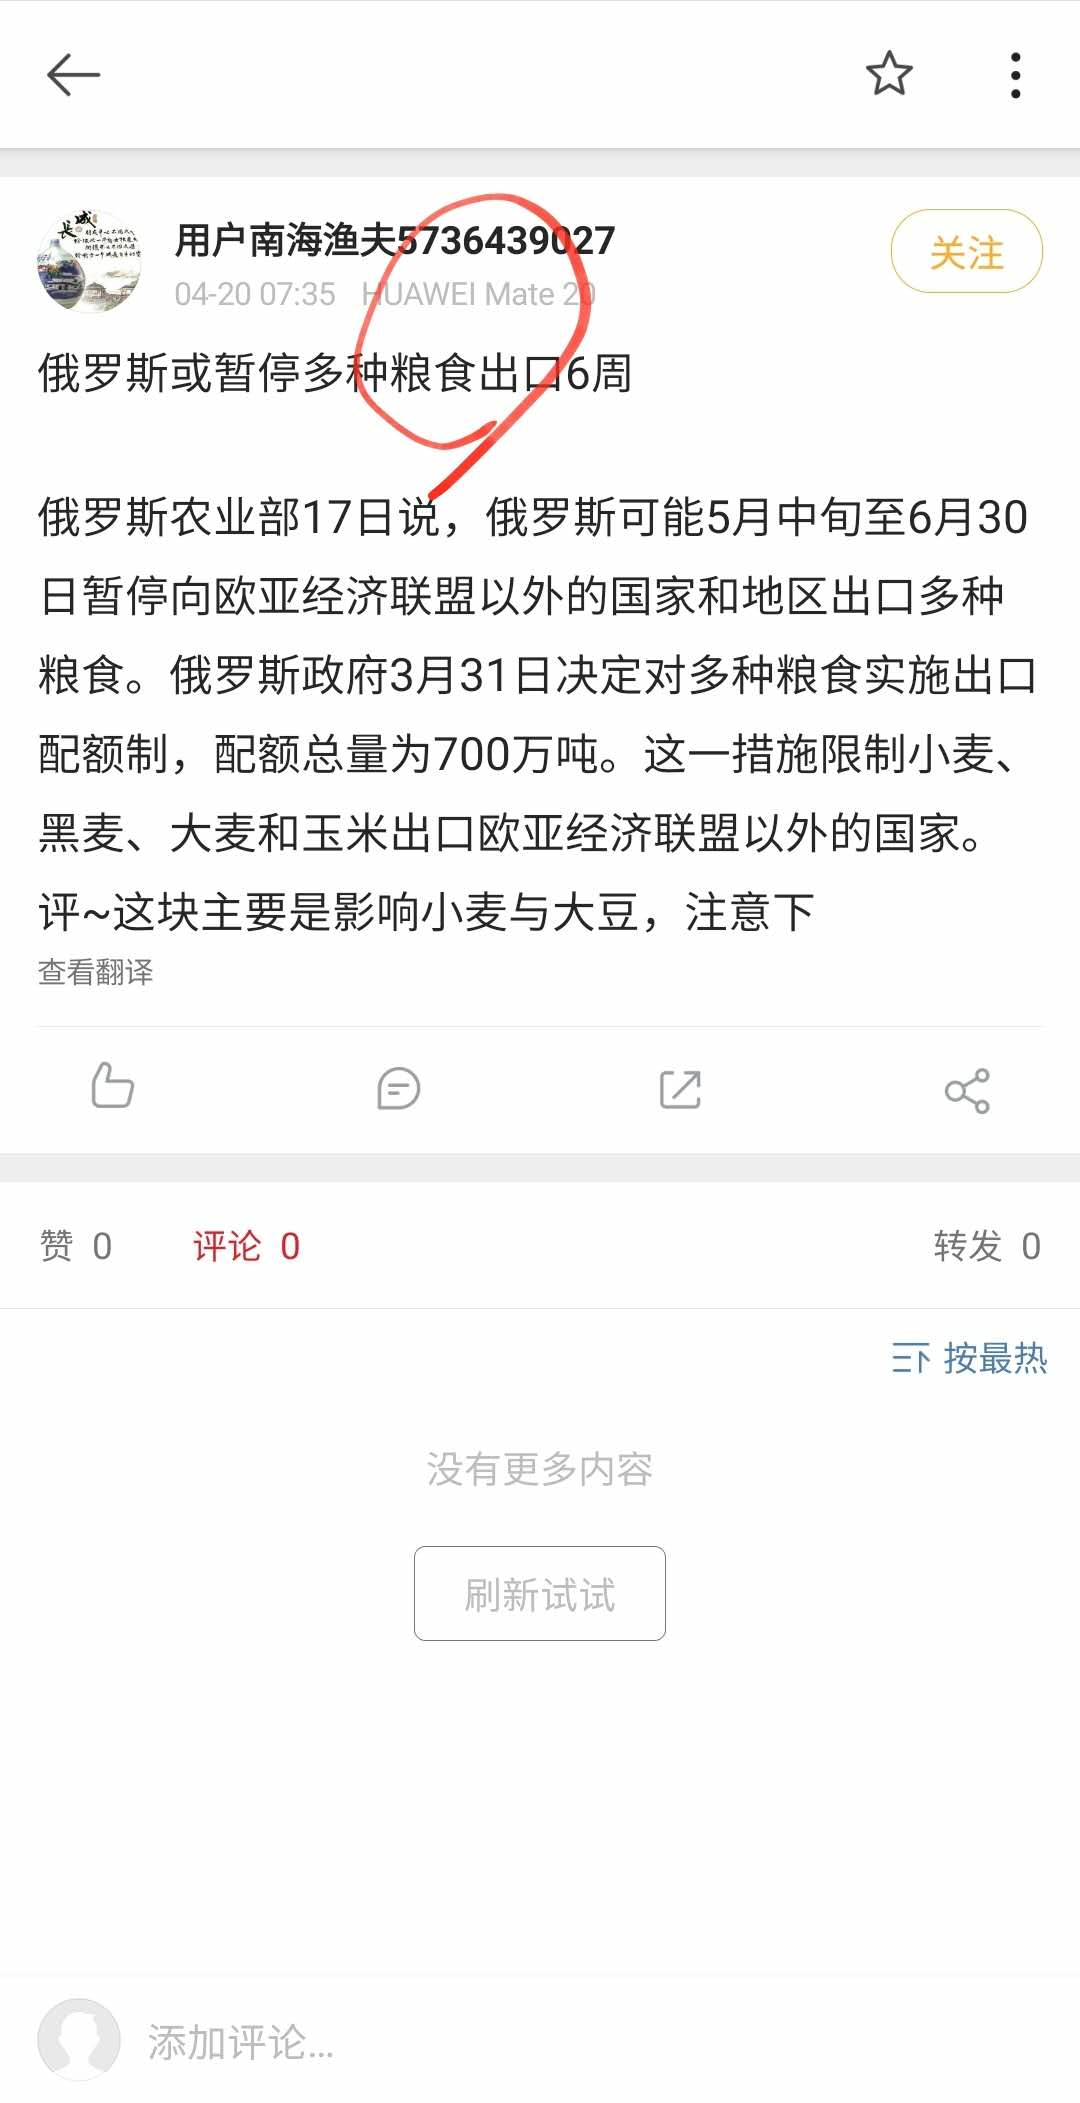 用户南海渔夫5736439027
04-20 07:35 HUAWEI Mate 20
关注
俄罗斯或暂停多种粮食出口6周
俄罗斯农业部17日说，俄罗斯可能5月中旬至6月30
日暂停向欧亚经济联盟以外的国家和地区出口多种
粮食。俄罗斯政府3月31日决定对多种粮食实施出口
配额制，配额总量为700万吨。这一措施限制小麦、
黑麦、大麦和玉米出口欧亚经济联盟以外的国家。
评~这块主要是影响小麦与大豆，注意下
查看翻译
赞 0 评论 0 转发 0
按最热
没有更多内容
刷新试试
添加评论...